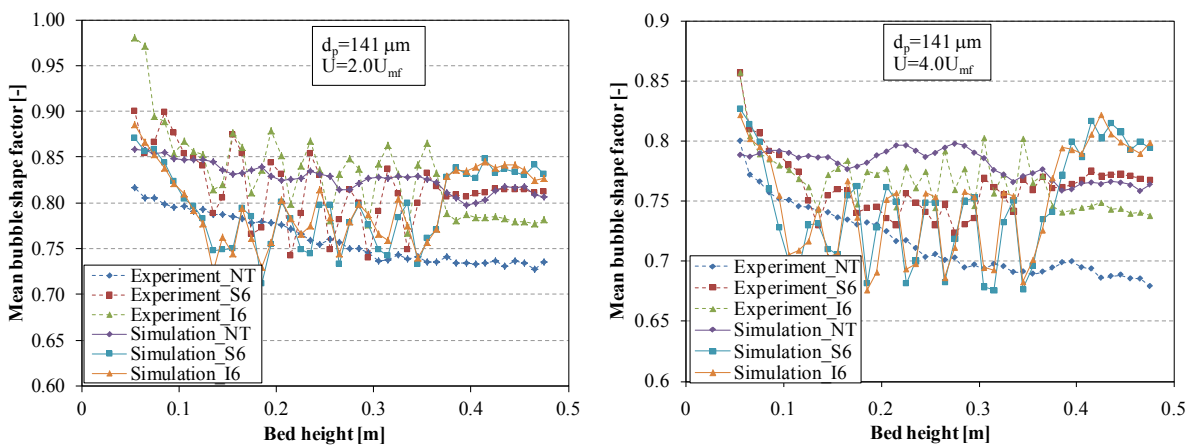 Mean bubble shape factor [-]
1.00
0.95
0.90
0.85
0.80
0.75
0.70
0.65
0.60
dp=141 μm
U=2.0Umf
Experiment_NT
Experiment_S6
Experiment_I6
Simulation_NT
Simulation_S6
Simulation_I6
0 0.1 0.2 0.3 0.4 0.5
Bed height [m]
Mean bubble shape factor [-]
0.9
0.85
0.8
0.75
0.7
0.65
0.6
dp=141 μm
U=4.0Umf
Experiment_NT
Experiment_S6
Experiment_I6
Simulation_NT
Simulation_S6
Simulation_I6
0 0.1 0.2 0.3 0.4 0.5
Bed height [m]